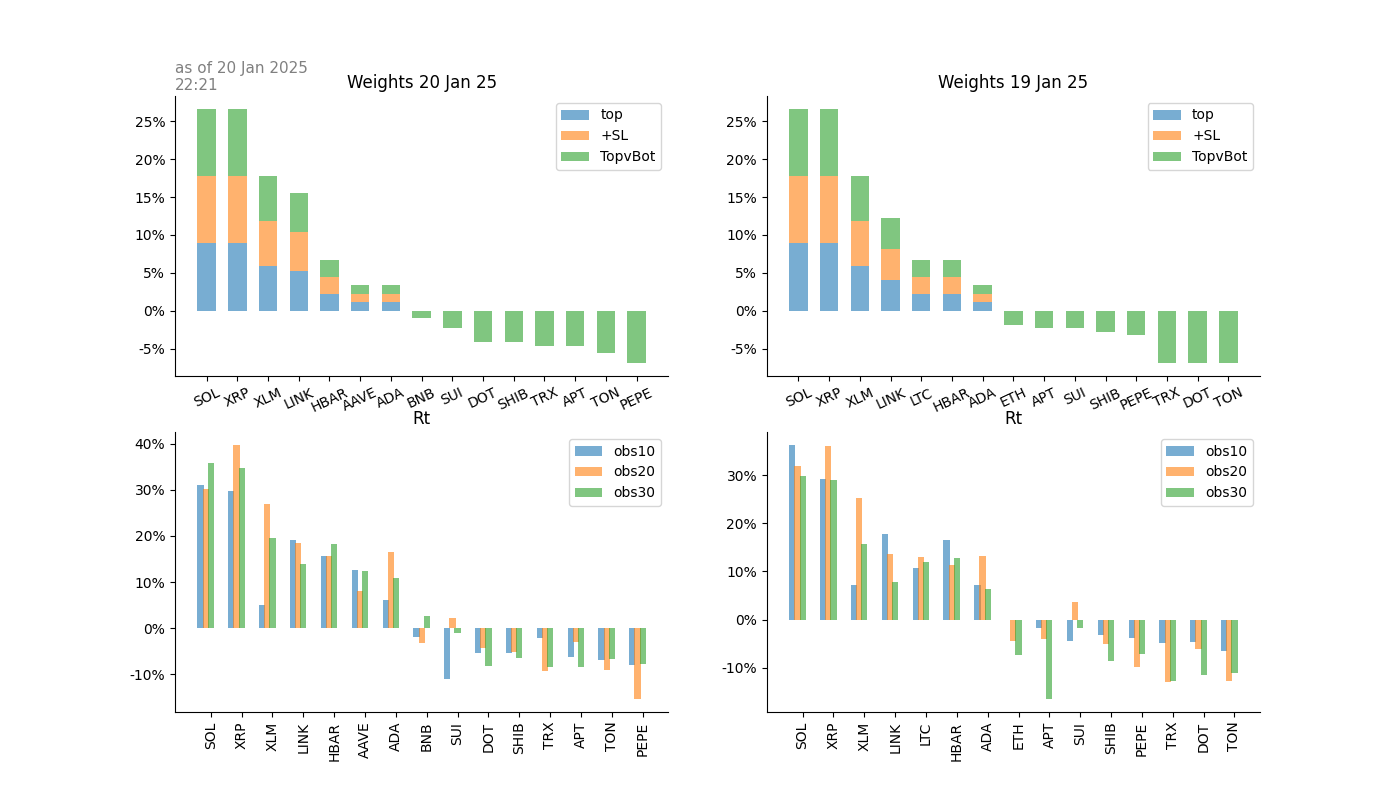 as of 20 Jan 2025
22:21
Weights 20 Jan 25
25%
20%
15%
10%
5%
0%
-5%
top
+SL
TopvBot
SOL XRP XLM LINK HBAR AAVE ADA BNB SUI DOT SHIB TRX APT TON PEPE
Weights 19 Jan 25
25%
20%
15%
10%
5%
0%
-5%
top
+SL
TopvBot
SOL XRP XLM LINK LTC HBAR ADA ETH APT SUI SHIB PEPE TRX DOT TON
Rt
40%
30%
20%
10%
0%
-10%
obs10
obs20
obs30
SOL XRP XLM LINK HBAR AAVE ADA BNB SUI DOT SHIB TRX APT TON PEPE
Rt
30%
20%
10%
0%
-10%
obs10
obs20
obs30
SOL XRP XLM LINK LTC HBAR ADA ETH APT SUI SHIB PEPE TRX DOT TON